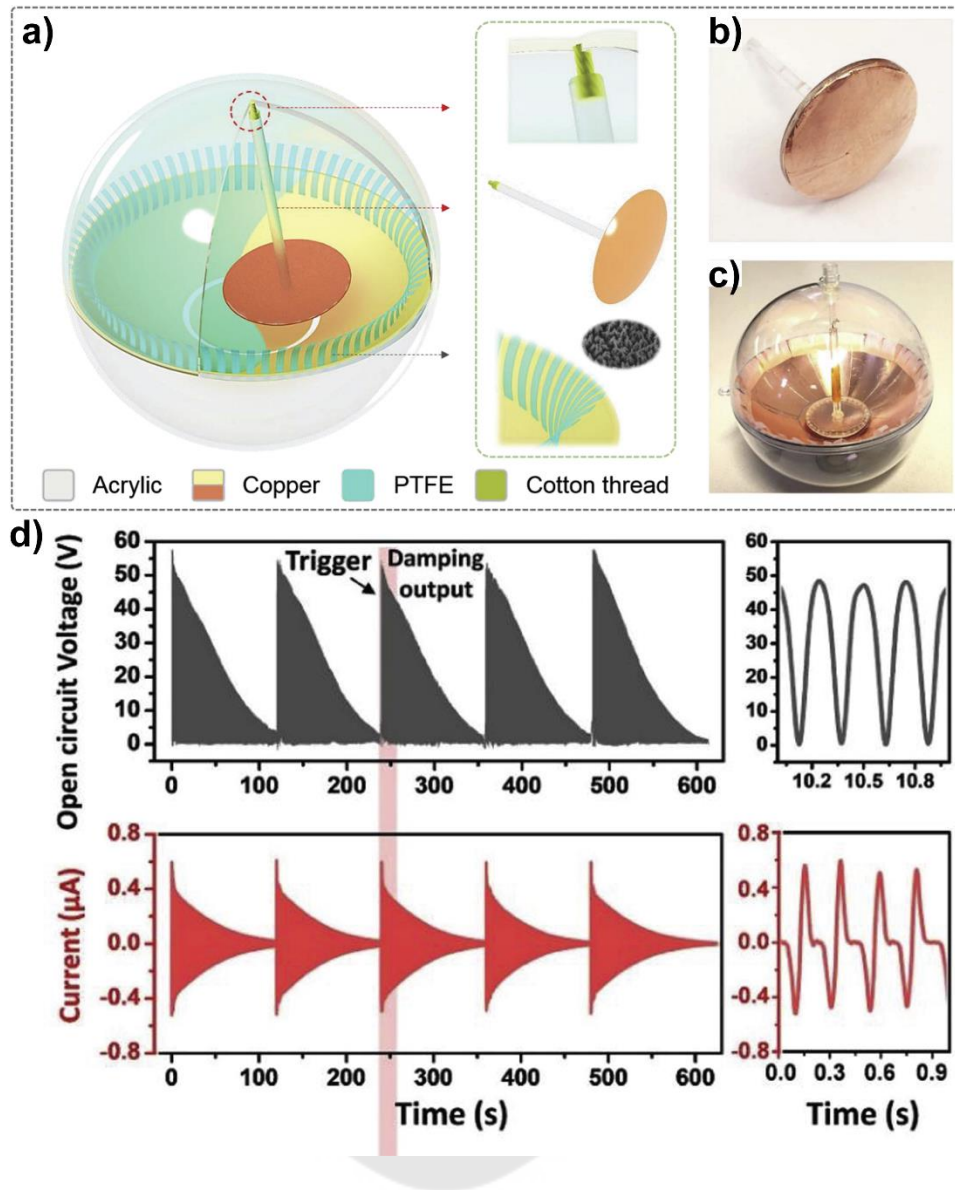 a)
b)
c)
Acrylic Copper PTFE Cotton thread
d)
Open circuit Voltage (V)
60
50
40
30
20
10
0
Trigger
Damping
output
0 100 200 300 400 500 600
60
50
40
30
20
10
0
10.2 10.5 10.8
Current (μA)
0.8
0.4
0.0
-0.4
-0.8
0 100 200 300 400 500 600
Time (s)
0.8
0.4
0.0
-0.4
-0.8
0.0 0.3 0.6 0.9
Time (s)